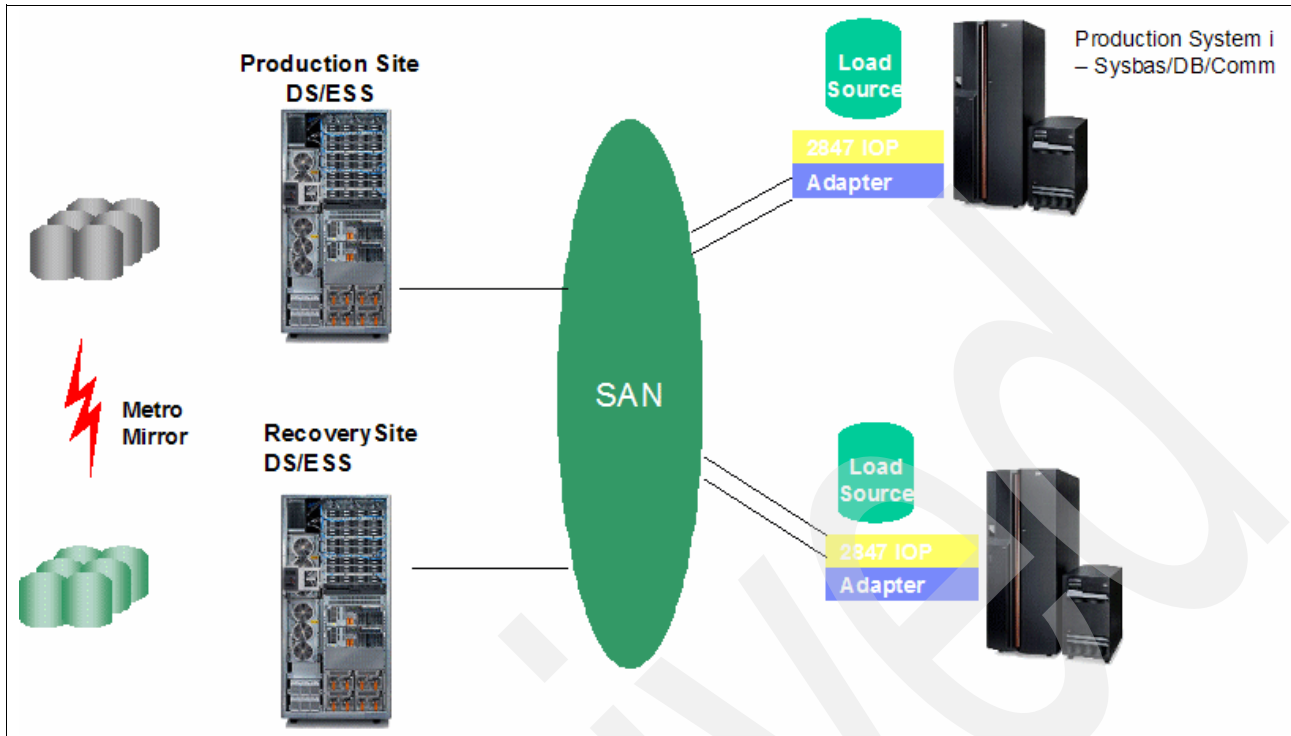 Production Site
DS/ESS
Load
Source
Production System i
– Sysbas/DB/Comm
2847 IOP
Adapter
SAN
Metro
Mirror
Recovery Site
DS/ESS
Load
Source
2847 IOP
Adapter